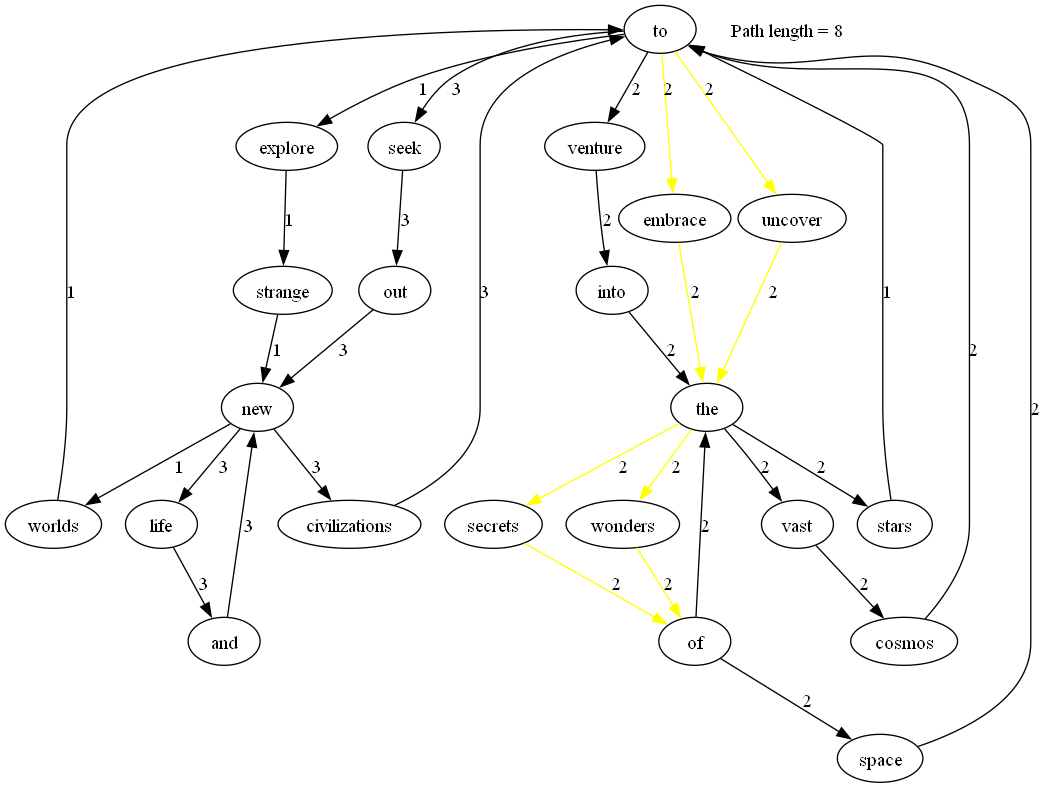 to Path length = 8
1 3 2 2 2
explore seek venture
embrace uncover
1 3 2
strange out into 1 3 2 2 2 1
1 3 2 2
new the
1 3 3 2 2 2 2
worlds life civilizations secrets wonders vast stars
3 3 2 2 2 2
and of cosmos
2
space